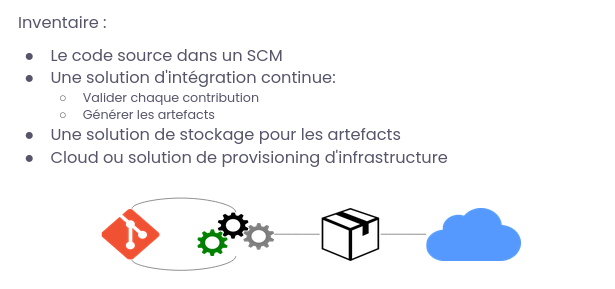 Inventaire :
● Le code source dans un SCM
● Une solution d'intégration continue:
○ Valider chaque contribution
○ Générer les artefacts
● Une solution de stockage pour les artefacts
● Cloud ou solution de provisioning d'infrastructure